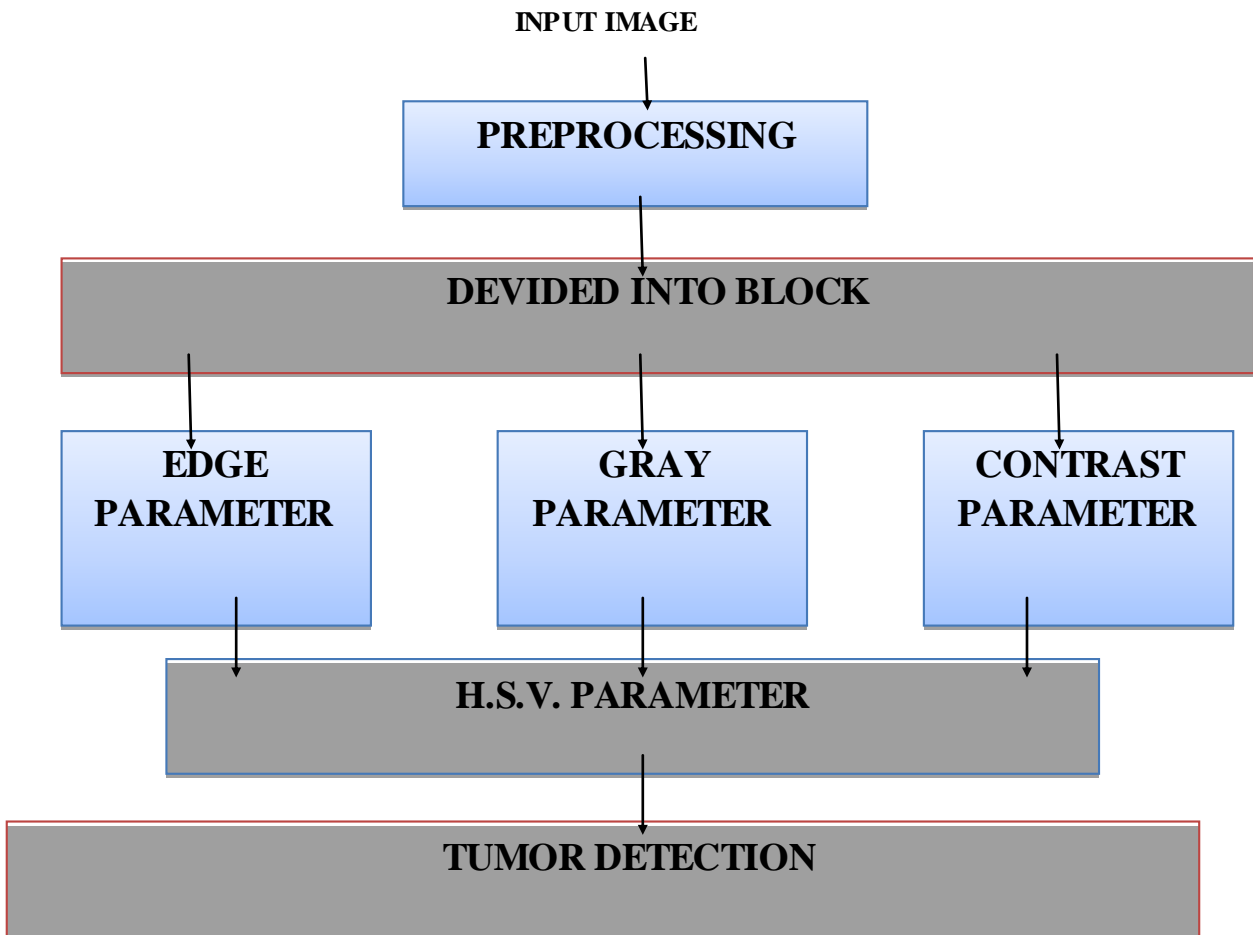 INPUT IMAGE
PREPROCESSING
DEVIDED INTO BLOCK
EDGE
PARAMETER
GRAY
PARAMETER
CONTRAST
PARAMETER
H.S.V. PARAMETER
TUMOR DETECTION